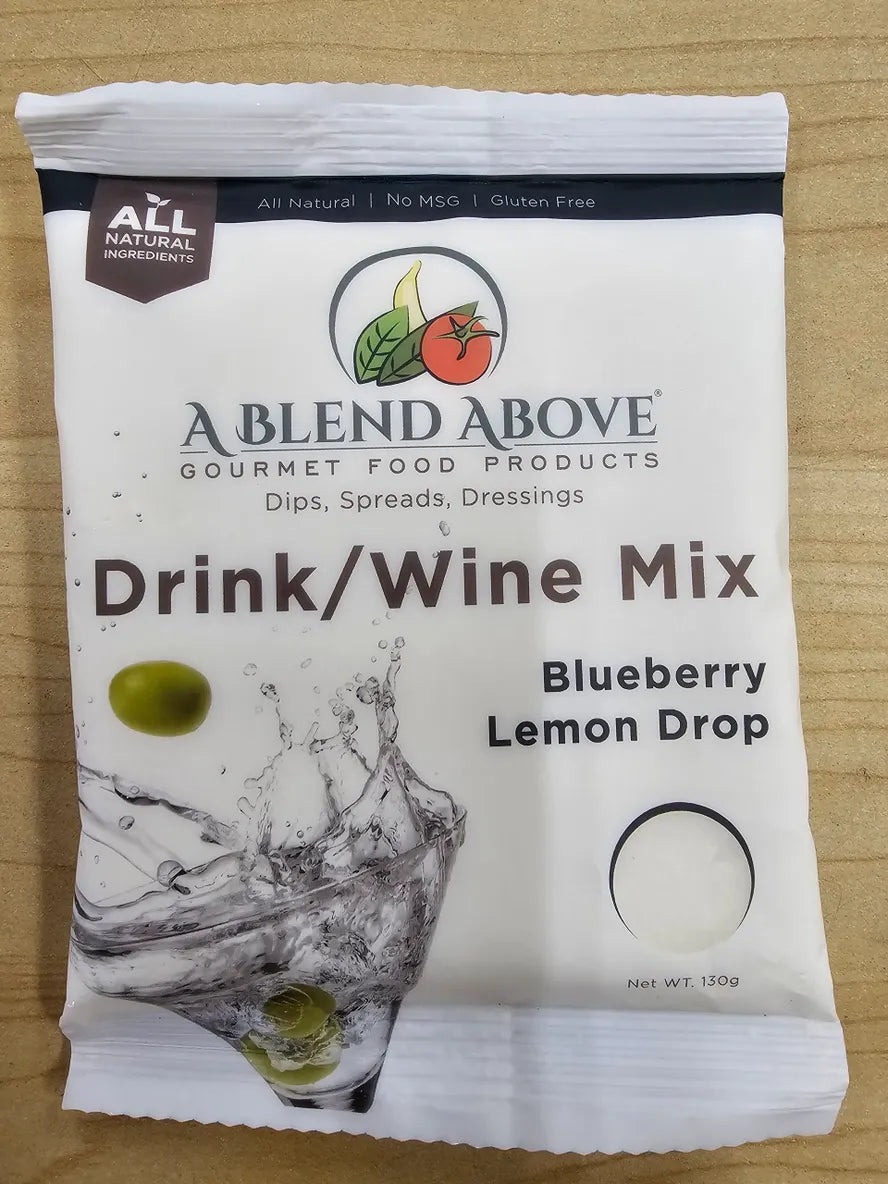 All Natural | No MSG | Gluten Free
ALL
NATURAL
INGREDIENTS
A BLEND ABOVE®
GOURMET FOOD PRODUCTS
Dips, Spreads, Dressings
Drink/Wine Mix
Blueberry
Lemon Drop
Net WT. 130g